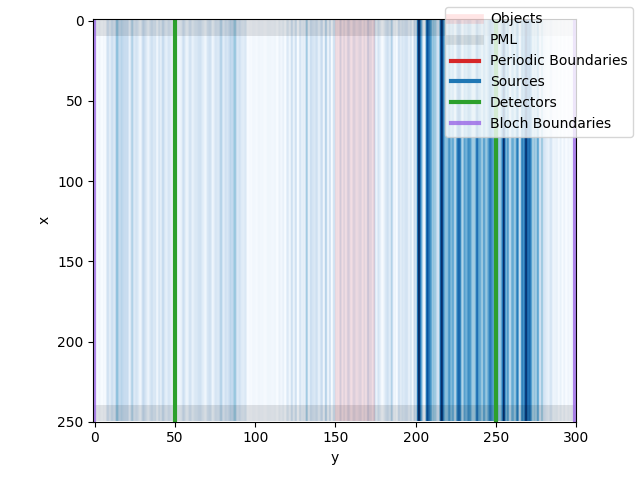 Objects
PML
Periodic Boundaries
Sources
Detectors
Bloch Boundaries
0
50
100
150
200
250
x
0
50
100
150
200
250
300
y